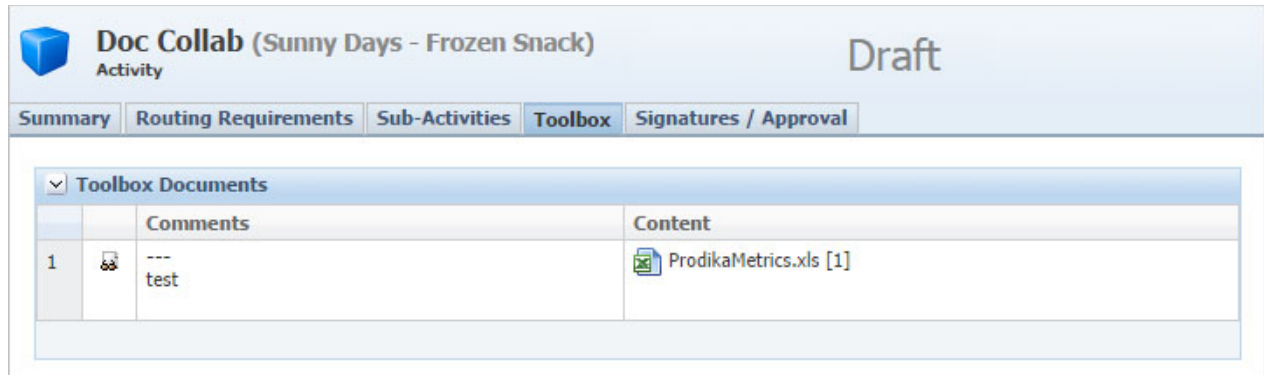 Doc Collab (Sunny Days - Frozen Snack)
Draft
Activity
Summary Routing Requirements Sub-Activities Toolbox Signatures / Approval
Toolbox Documents
Comments Content
1 --- ProdikaMetrics.xls [1]
test